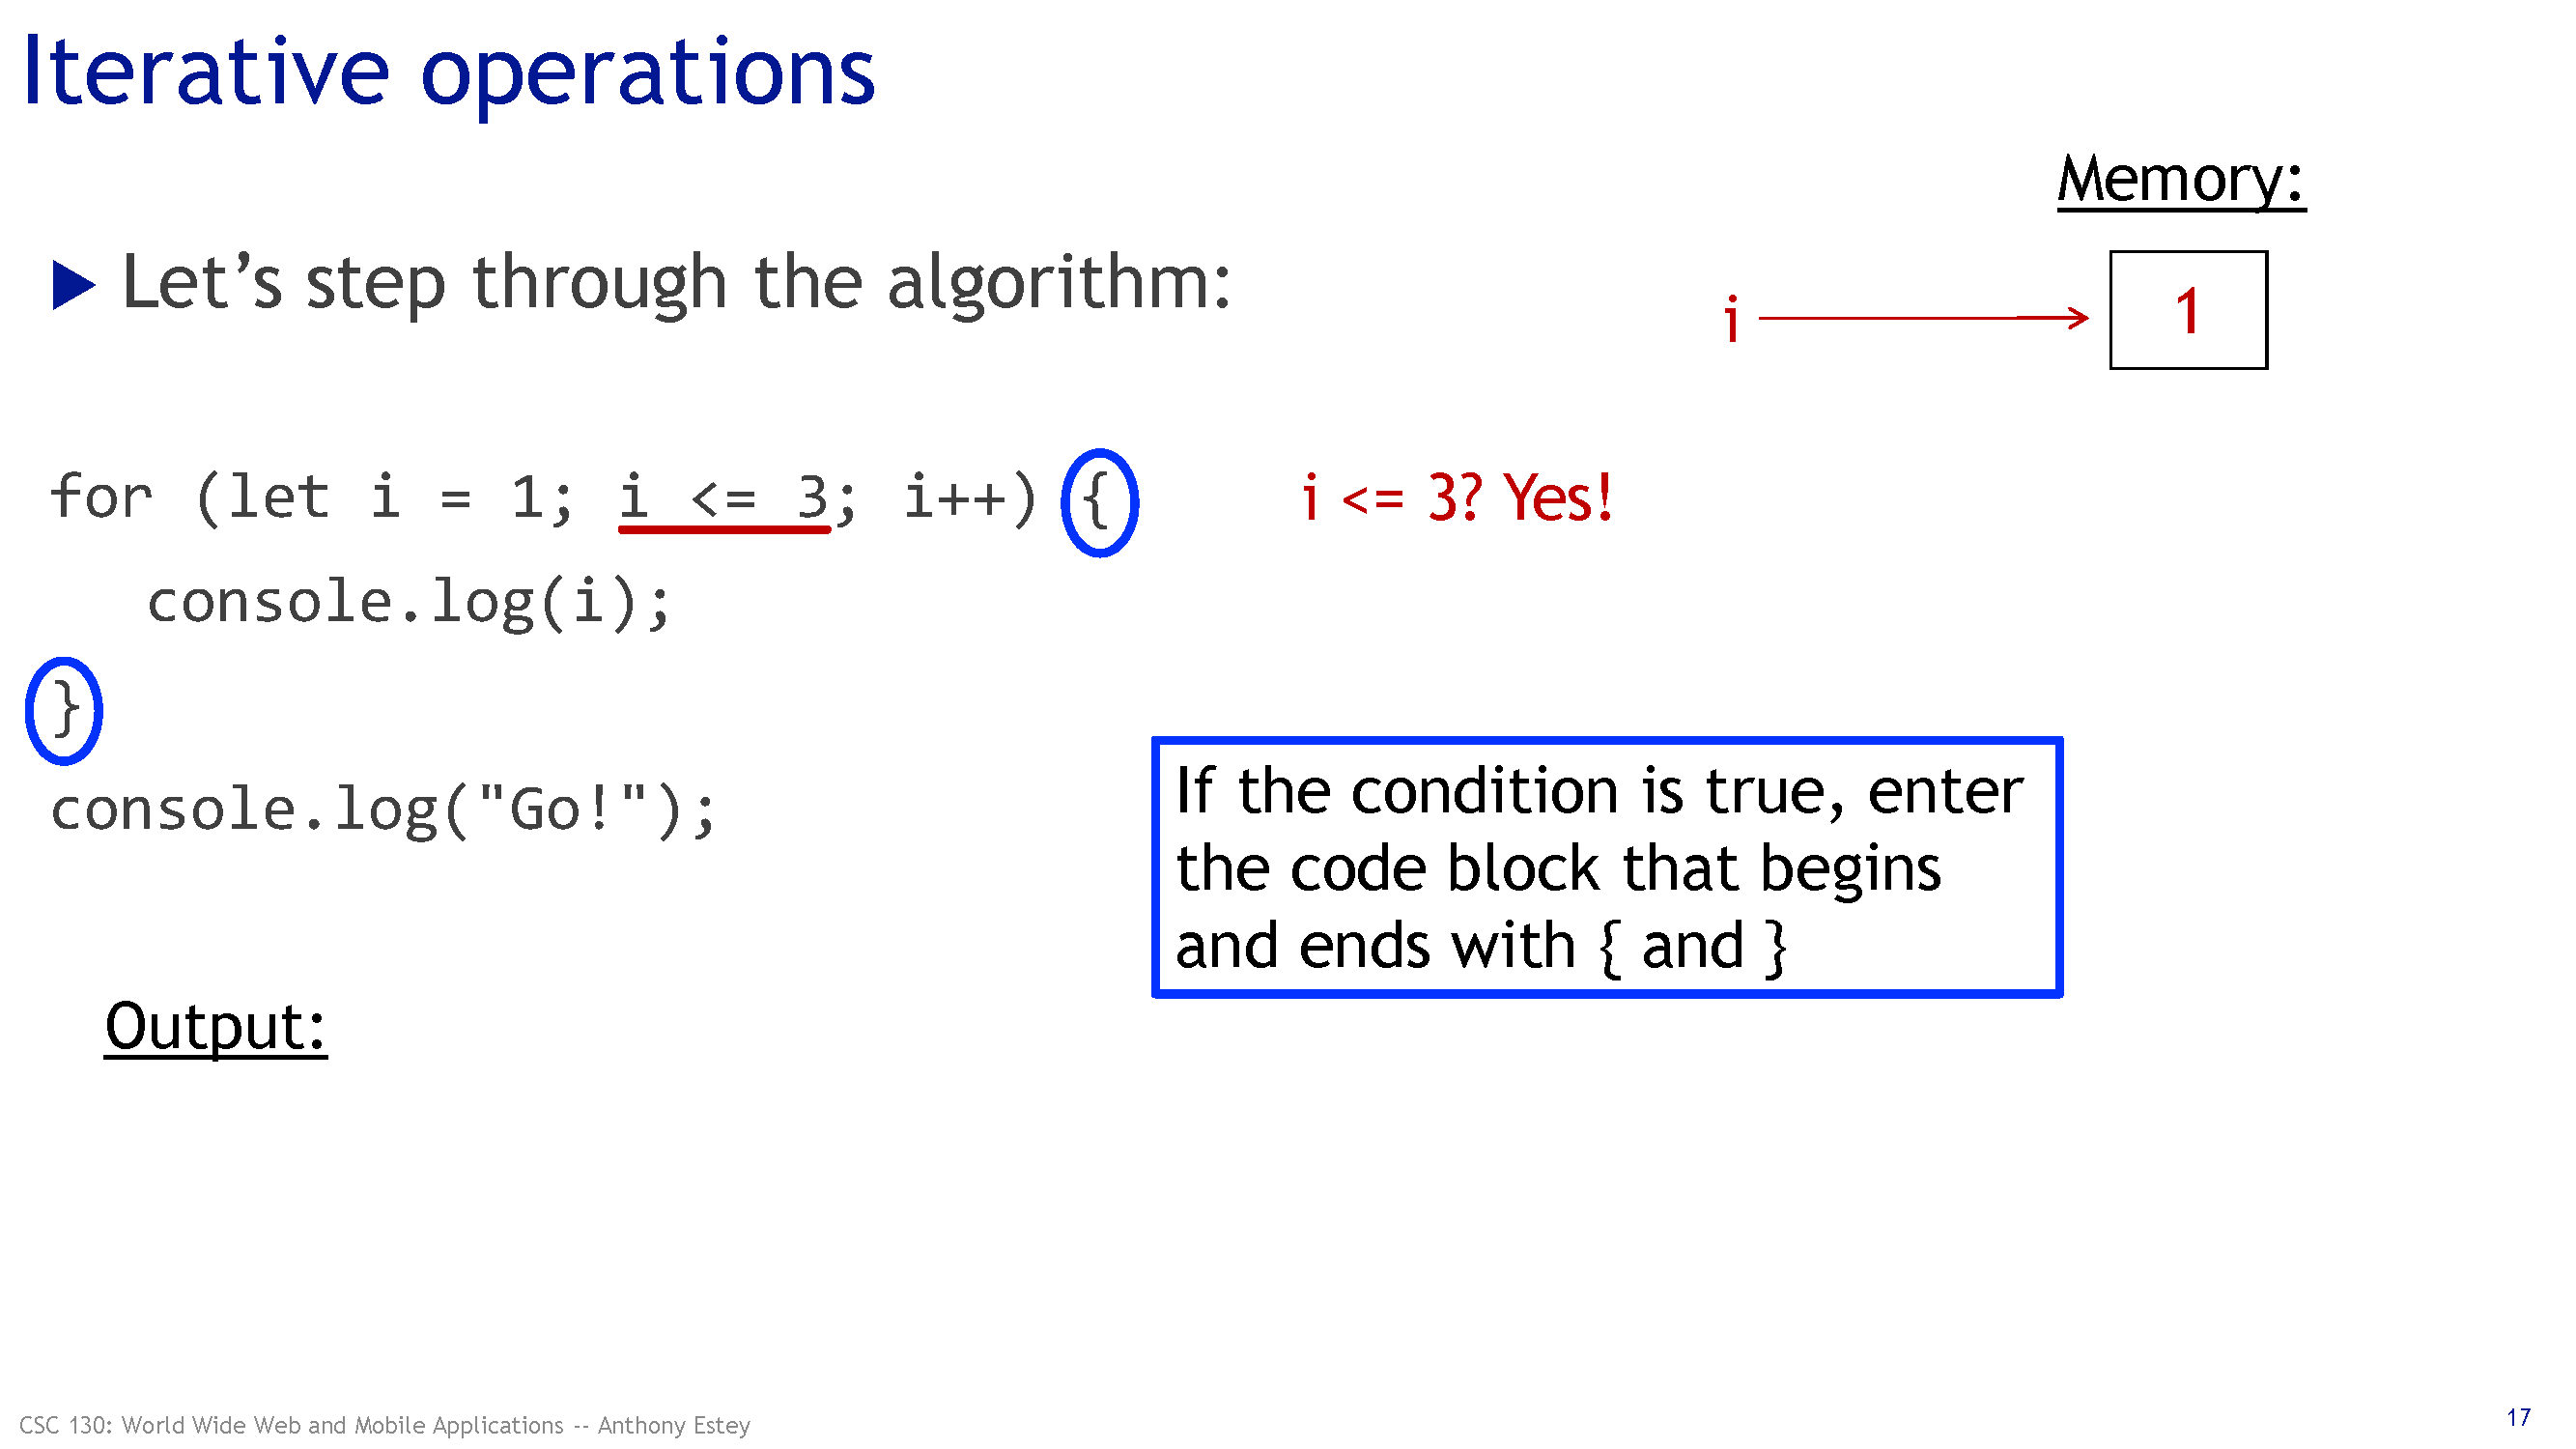 Iterative operations
Memory:
Let’s step through the algorithm:
i
1
for (let i = 1; i <= 3; i++) {
i <= 3? Yes!
console.log(i);
}
console.log("Go!");
If the condition is true, enter
the code block that begins
and ends with { and }
Output:
CSC 130: World Wide Web and Mobile Applications -- Anthony Estey
17